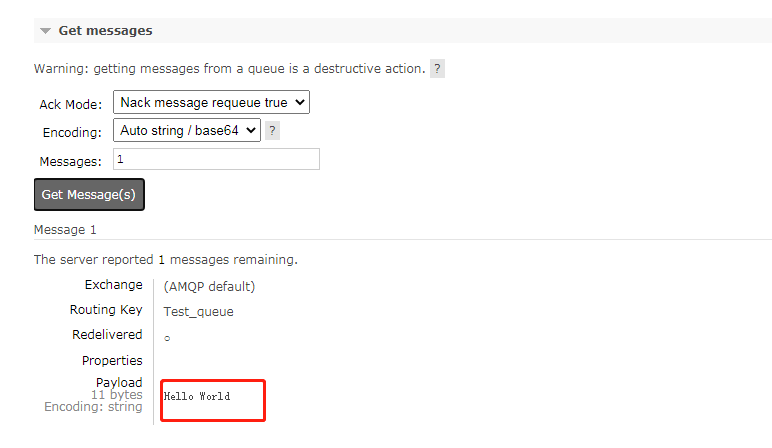 Get messages
Warning: getting messages from a queue is a destructive action. ?
Ack Mode: Nack message requeue true
Encoding: Auto string / base64 ?
Messages: 1
Get Message(s)
Message 1
The server reported 1 messages remaining.
Exchange (AMQP default)
Routing Key Test_queue
Redelivered ○
Properties
Payload
11 bytes
Encoding: string
Hello World